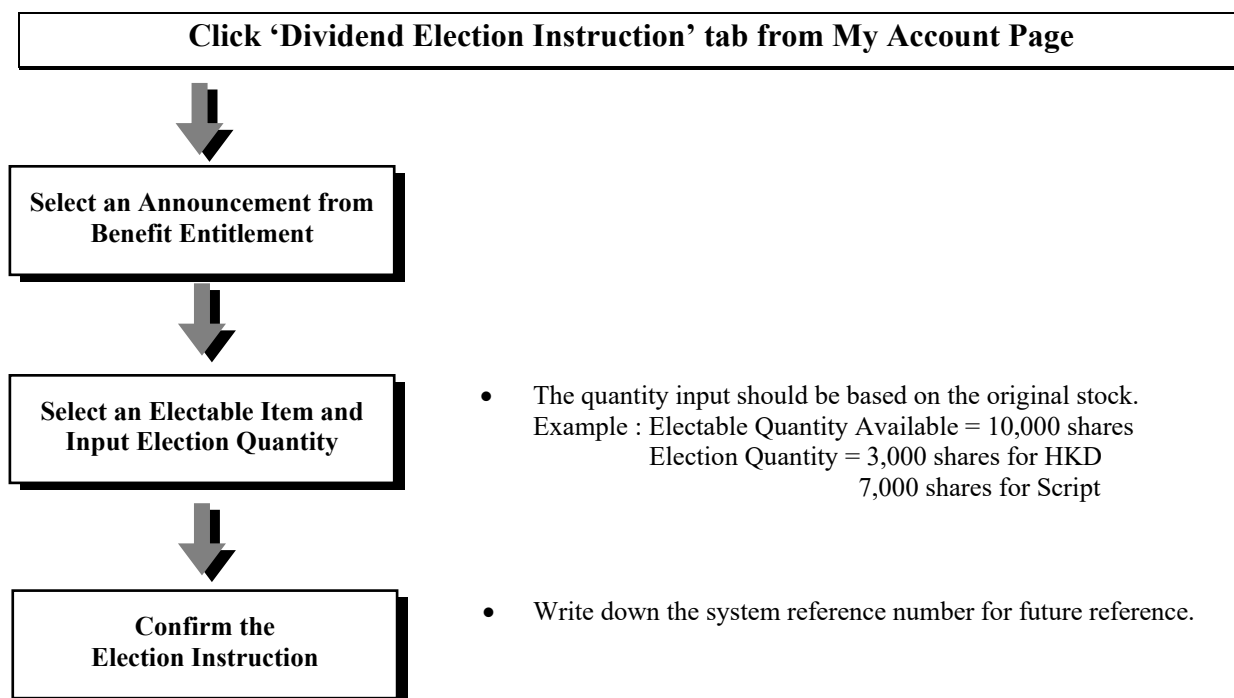 Click ‘Dividend Election Instruction’ tab from My Account Page
Select an Announcement from
Benefit Entitlement
Select an Electable Item and
Input Election Quantity
• The quantity input should be based on the original stock.
Example : Electable Quantity Available = 10,000 shares
Election Quantity = 3,000 shares for HKD
7,000 shares for Script
Confirm the
Election Instruction
• Write down the system reference number for future reference.